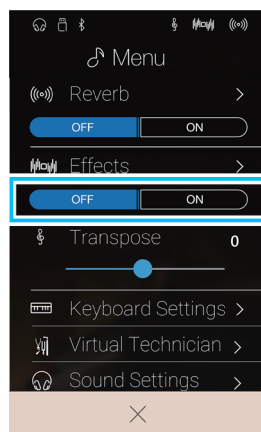 Menu
Reverb >
OFF ON
Effects >
OFF ON
Transpose 0
Keyboard Settings >
Virtual Technician >
Sound Settings >